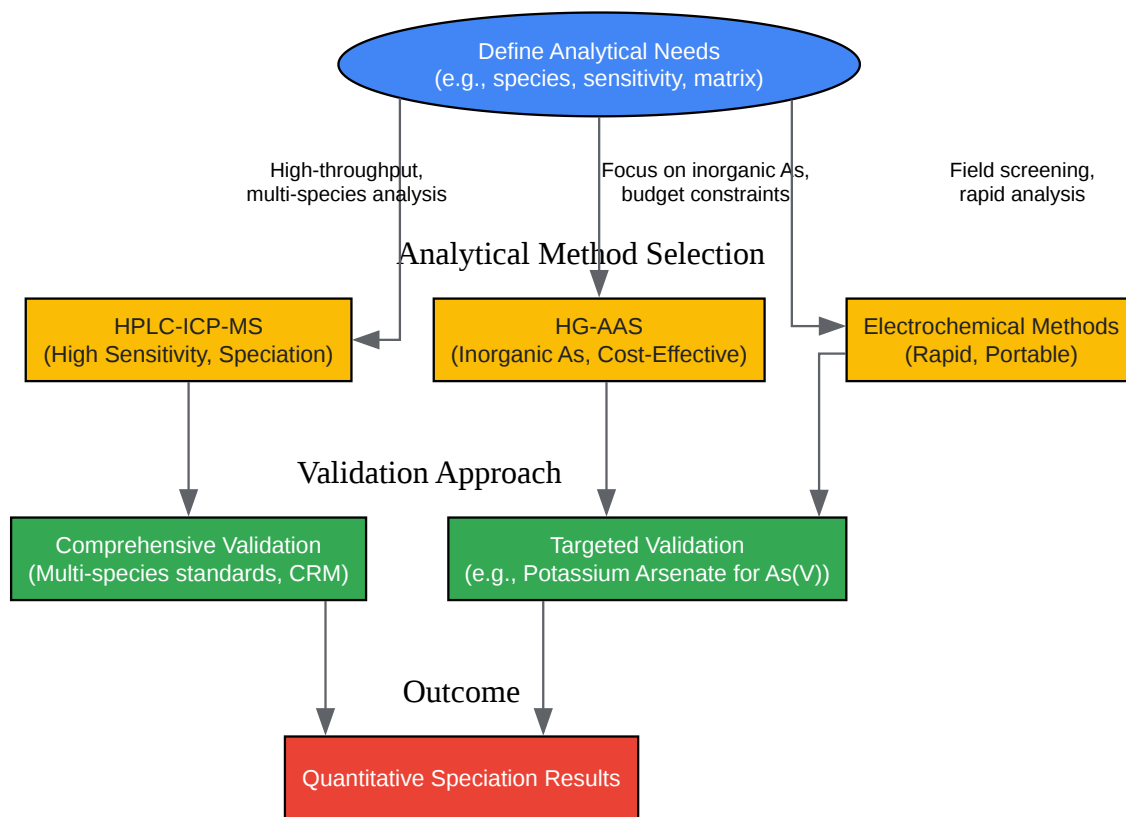 Define Analytical Needs
(e.g., species, sensitivity, matrix)
High-throughput,
multi-species analysis
Focus on inorganic As,
budget constraints
Field screening,
rapid analysis
Analytical Method Selection
HPLC-ICP-MS
(High Sensitivity, Speciation)
HG-AAS
(Inorganic As, Cost-Effective)
Electrochemical Methods
(Rapid, Portable)
Validation Approach
Comprehensive Validation
(Multi-species standards, CRM)
Targeted Validation
(e.g., Potassium Arsenate for As(V))
Outcome
Quantitative Speciation Results